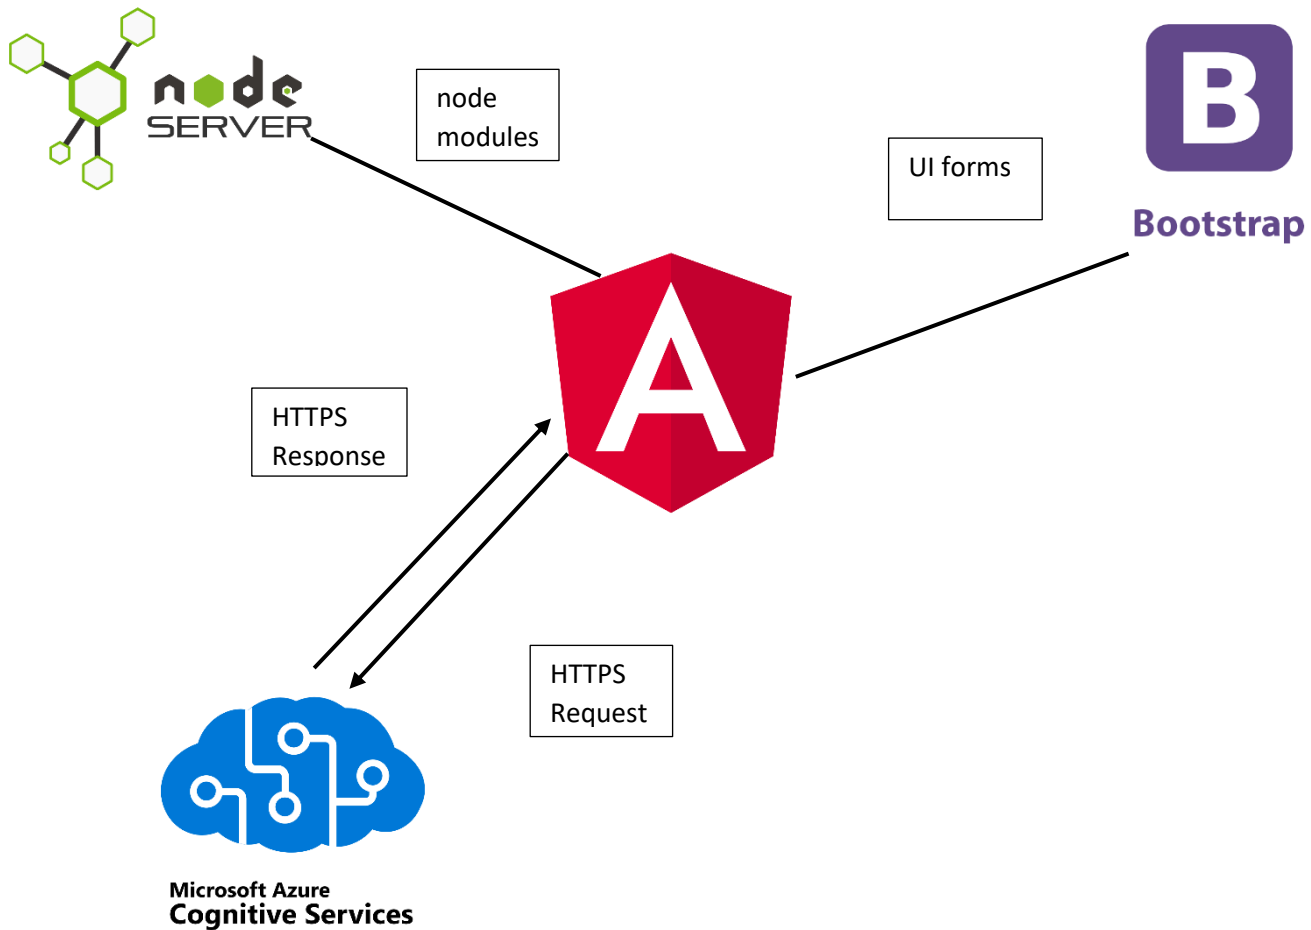 node
SERVER
node
modules
UI forms
B
Bootstrap
A
HTTPS
Response
HTTPS
Request
Microsoft Azure
Cognitive Services